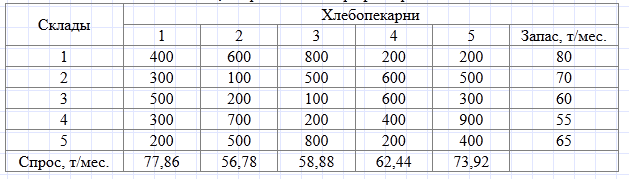 Склады Хлебопекарни
1 2 3 4 5 Запас, т/мес.
1 400 600 800 200 200 80
2 300 100 500 600 500 70
3 500 200 100 600 300 60
4 300 700 200 400 900 55
5 200 500 800 200 400 65
Спрос, т/мес. 77,86 56,78 58,88 62,44 73,92